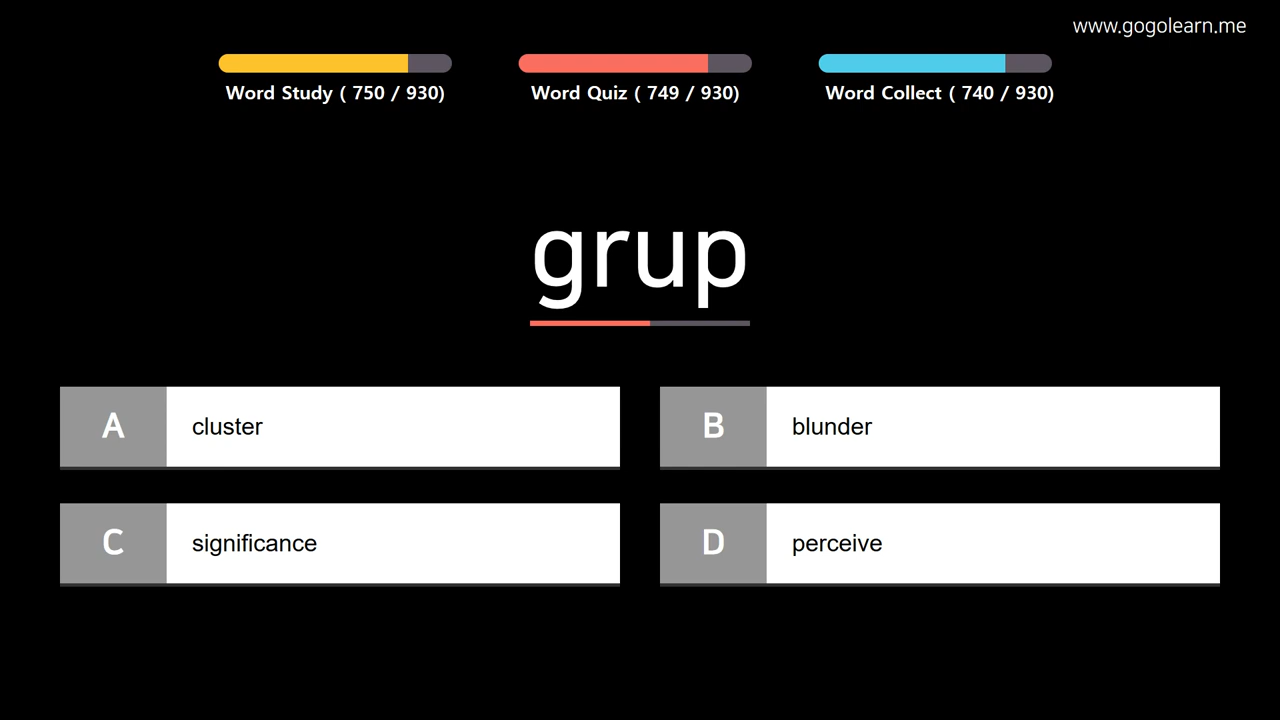 www.gogolearn.me
Word Study ( 750 / 930)
Word Quiz ( 749 / 930)
Word Collect ( 740 / 930)
grup
A
cluster
B
blunder
C
significance
D
perceive